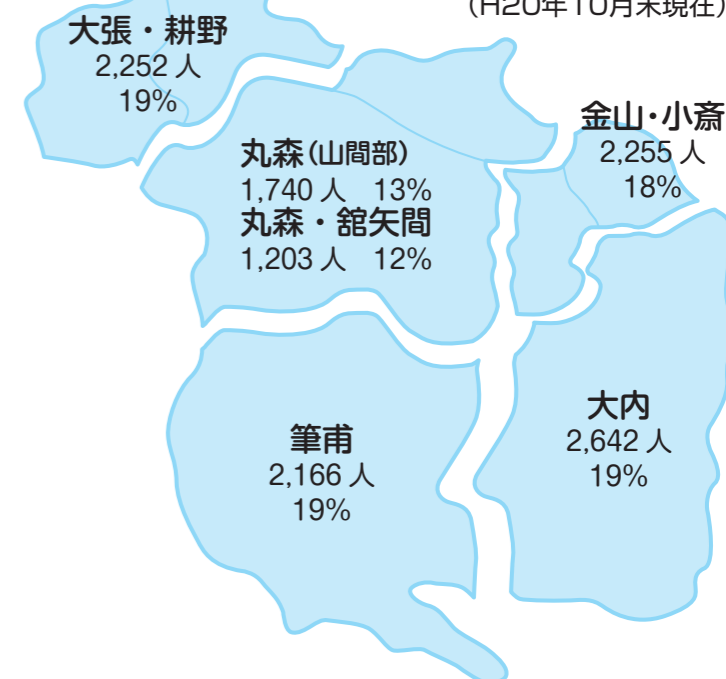 (H20年10月末現在)
大張・耕野
2,252 人
19%
丸森(山間部)
1,740 人 13%
丸森・舘矢間
1,203 人 12%
金山・小斎
2,255 人
18%
筆甫
2,166 人
19%
大内
2,642 人
19%